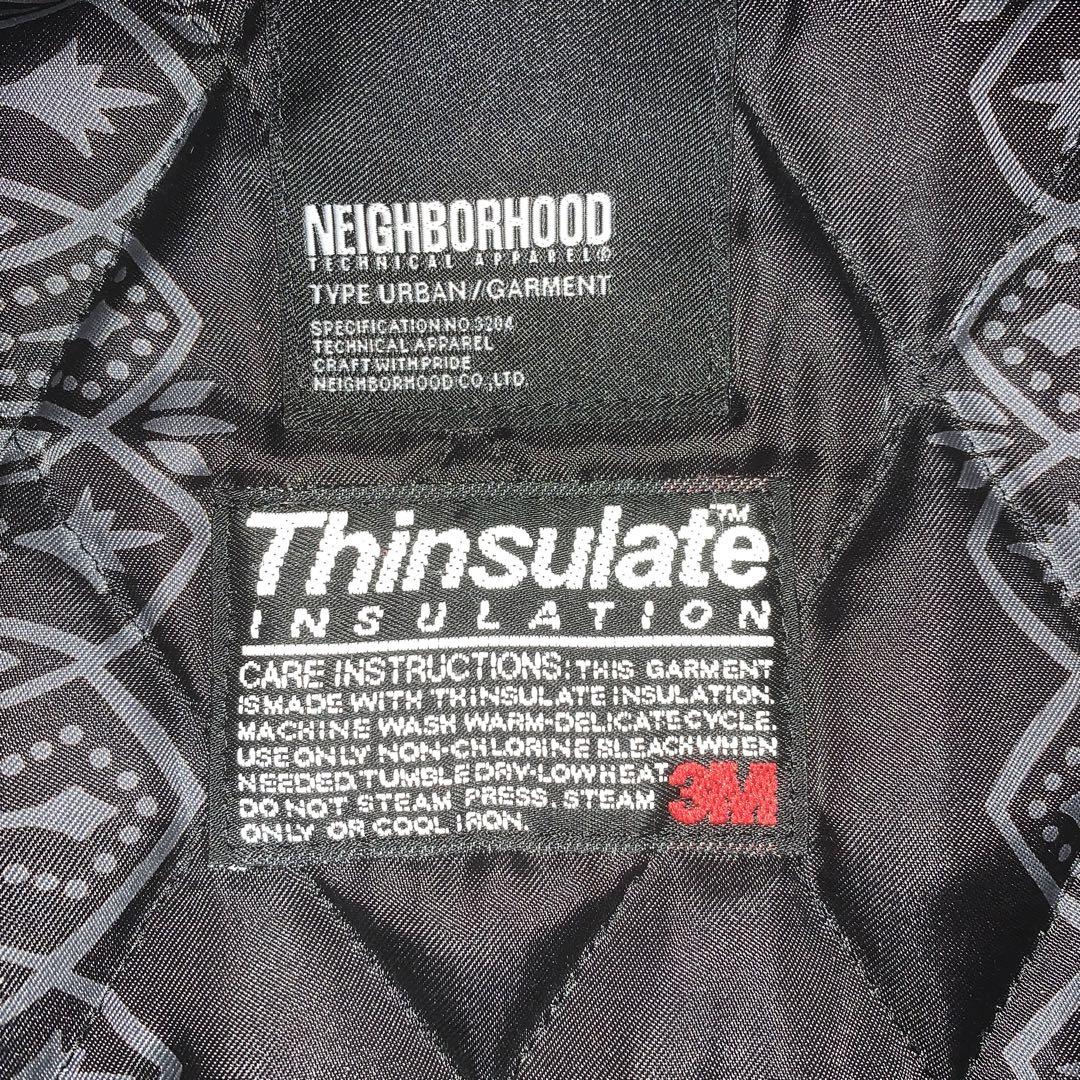 NEIGHBORHOOD
TECHNICAL APPAREL®
TYPE URBAN/GARMENT
SPECIFICATION NO.3204
TECHNICAL APPAREL
CRAFT WITH PRIDE
NEIGHBORHOOD CO.,LTD
Thinsulate™
INSULATION
CARE INSTRUCTIONS: THIS GARMENT
IS MADE WITH THINSULATE INSULATION.
MACHINE WASH WARM-DELICATE CYCLE.
USE ONLY NON-CHLORINE BLEACH WHEN
NEEDED. TUMBLE DRY-LOW HEAT.
DO NOT STEAM PRESS. STEAM
ONLY OR COOL IRON.
3M